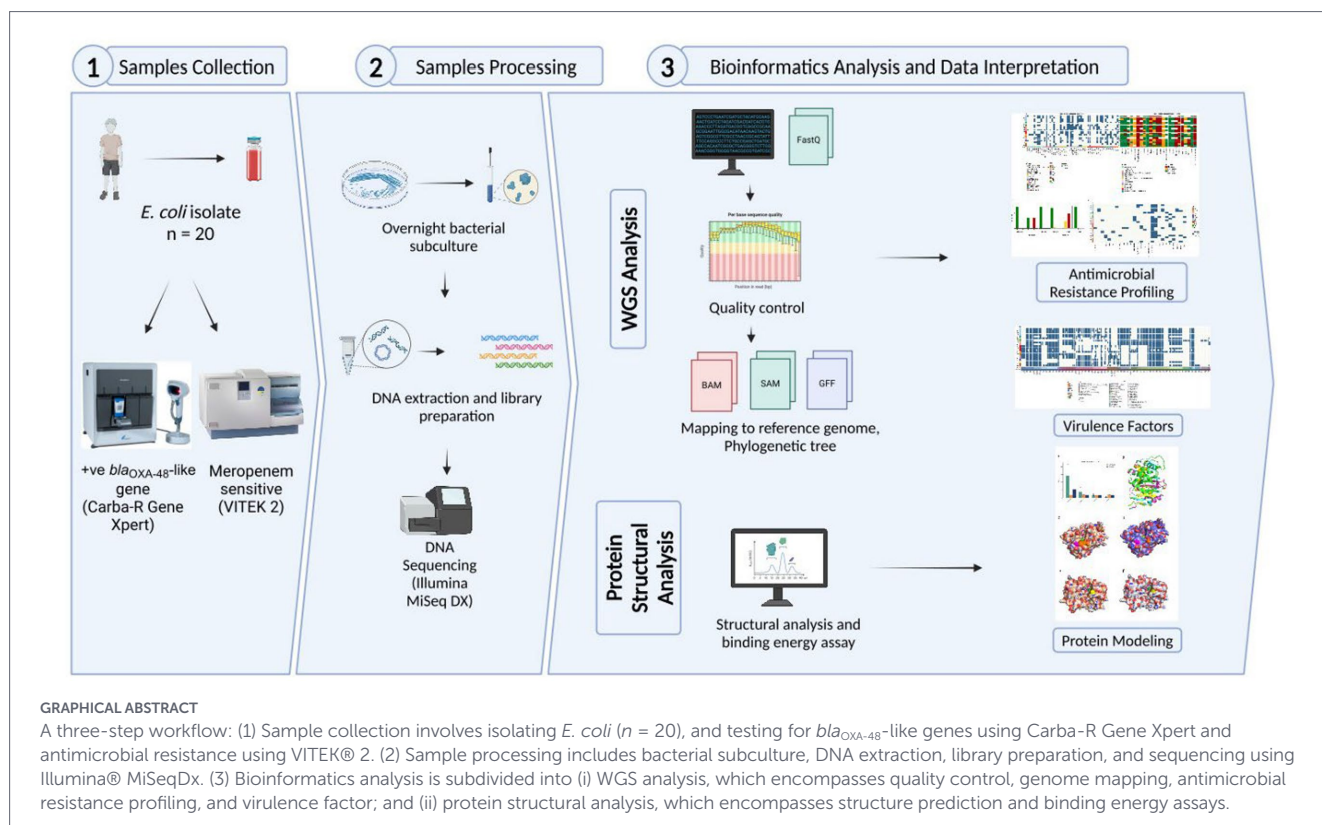 1 Samples Collection
2 Samples Processing
3 Bioinformatics Analysis and Data Interpretation
E. coli isolate
n = 20
+ve blaOXA-48-like
gene
(Carba-R Gene
Xpert)
Meropenem
sensitive
(VITEK 2)
Overnight bacterial
subculture
DNA extraction and library
preparation
DNA
Sequencing
(Illumina
MiSeq DX)
WGS Analysis
FastQ
Per base sequence quality
Quality
Position in read (bp)
Quality control
BAM
SAM
GFF
Mapping to reference genome,
Phylogenetic tree
Antimicrobial
Resistance Profiling
Virulence Factors
Protein
Structural
Analysis
Structural analysis and
binding energy assay
Protein Modeling
GRAPHICAL ABSTRACT
A three-step workflow: (1) Sample collection involves isolating E. coli (n = 20), and testing for blaOXA-48-like genes using Carba-R Gene Xpert and
antimicrobial resistance using VITEK® 2. (2) Sample processing includes bacterial subculture, DNA extraction, library preparation, and sequencing using
Illumina® MiSeqDx. (3) Bioinformatics analysis is subdivided into (i) WGS analysis, which encompasses quality control, genome mapping, antimicrobial
resistance profiling, and virulence factor; and (ii) protein structural analysis, which encompasses structure prediction and binding energy assays.